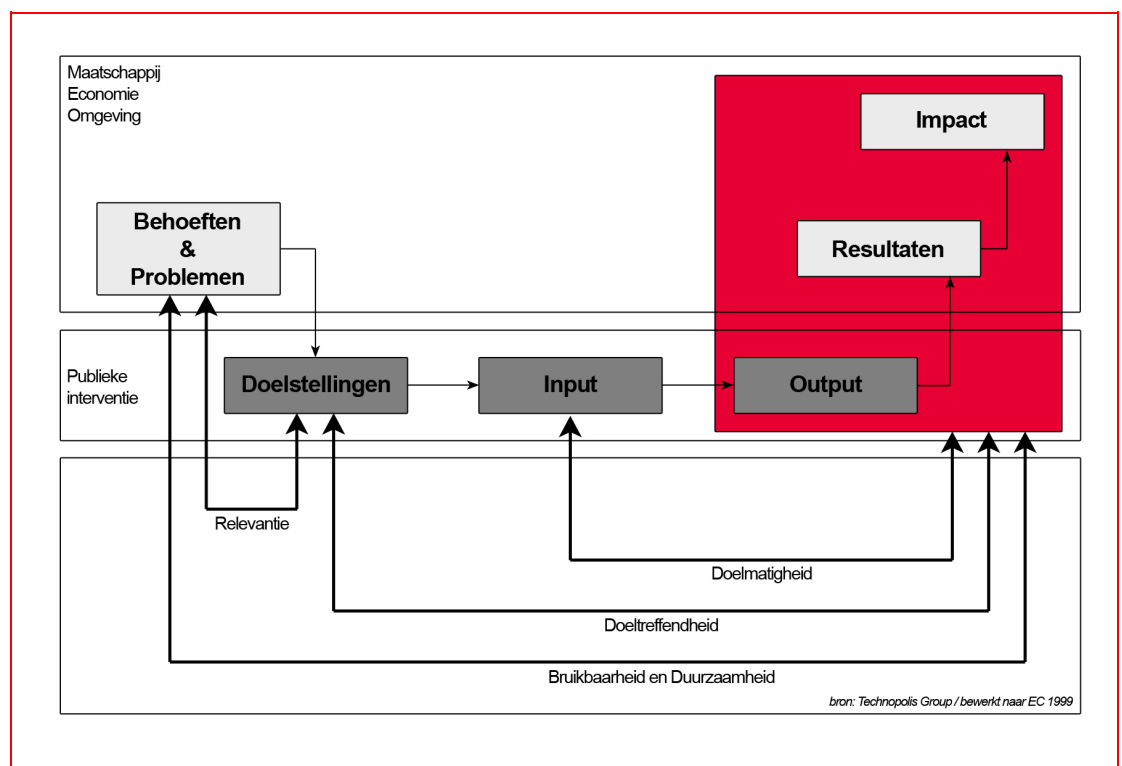 Maatschappij
Economie
Omgeving
Impact
Behoeften
&
Problemen
Resultaten
Publieke
interventie
Doelstellingen
Input
Output
Relevantie
Doelmatigheid
Doeltreffendheid
Bruikbaarheid en Duurzaamheid
bron: Technopolis Group / bewerkt naar EC 1999